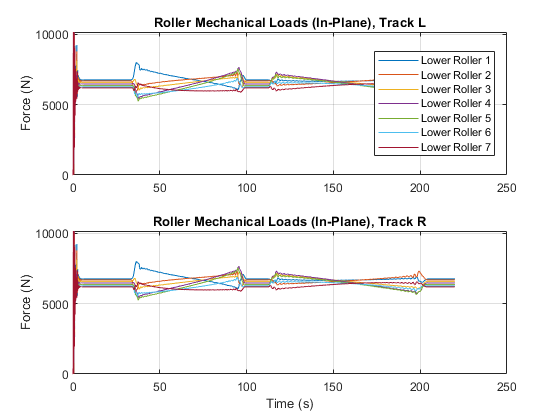 Roller Mechanical Loads (In-Plane), Track L
10000
5000
0
Force (N)
0 50 100 150 200 250
Lower Roller 1
Lower Roller 2
Lower Roller 3
Lower Roller 4
Lower Roller 5
Lower Roller 6
Lower Roller 7
Roller Mechanical Loads (In-Plane), Track R
10000
5000
0
Force (N)
0 50 100 150 200 250
Time (s)